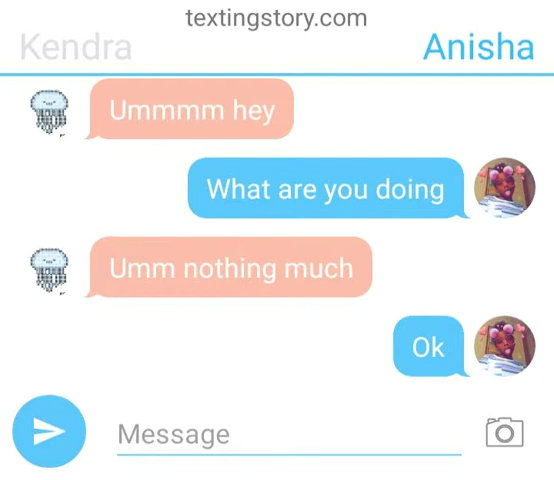 textingstory.com
Kendra
Anisha
Ummmm hey
What are you doing
Umm nothing much
Ok
Message